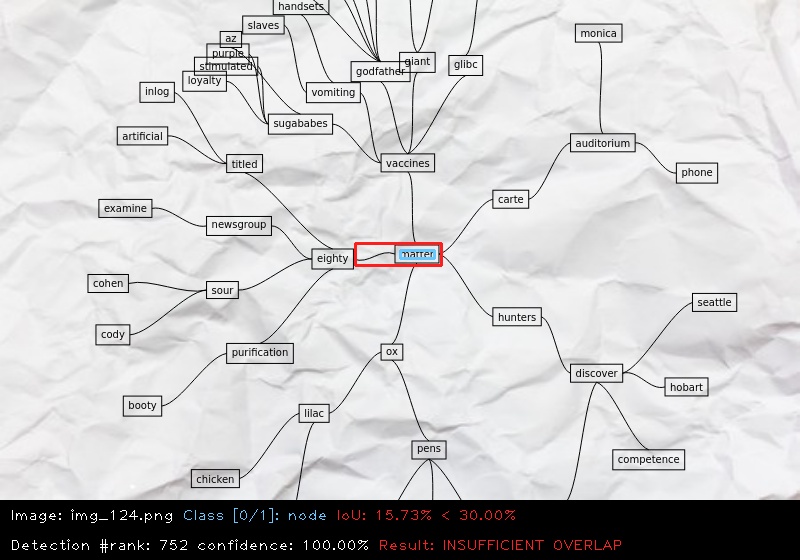 handsets
slaves
monica
az
purple
giant
stimulated
glibc
godfather
loyalty
inlog
vomiting
sugababes
artificial
auditorium
titled
vaccines
phone
carte
examine
newsgroup
matter
eighty
cohen
sour
seattle
hunters
cody
ox
purification
discover
hobart
booty
lilac
pens
competence
chicken
Image: img_124.png Class [0/1]: node IoU: 15.73% < 30.00%
Detection #rank: 752 confidence: 100.00% Result: INSUFFICIENT OVERLAP